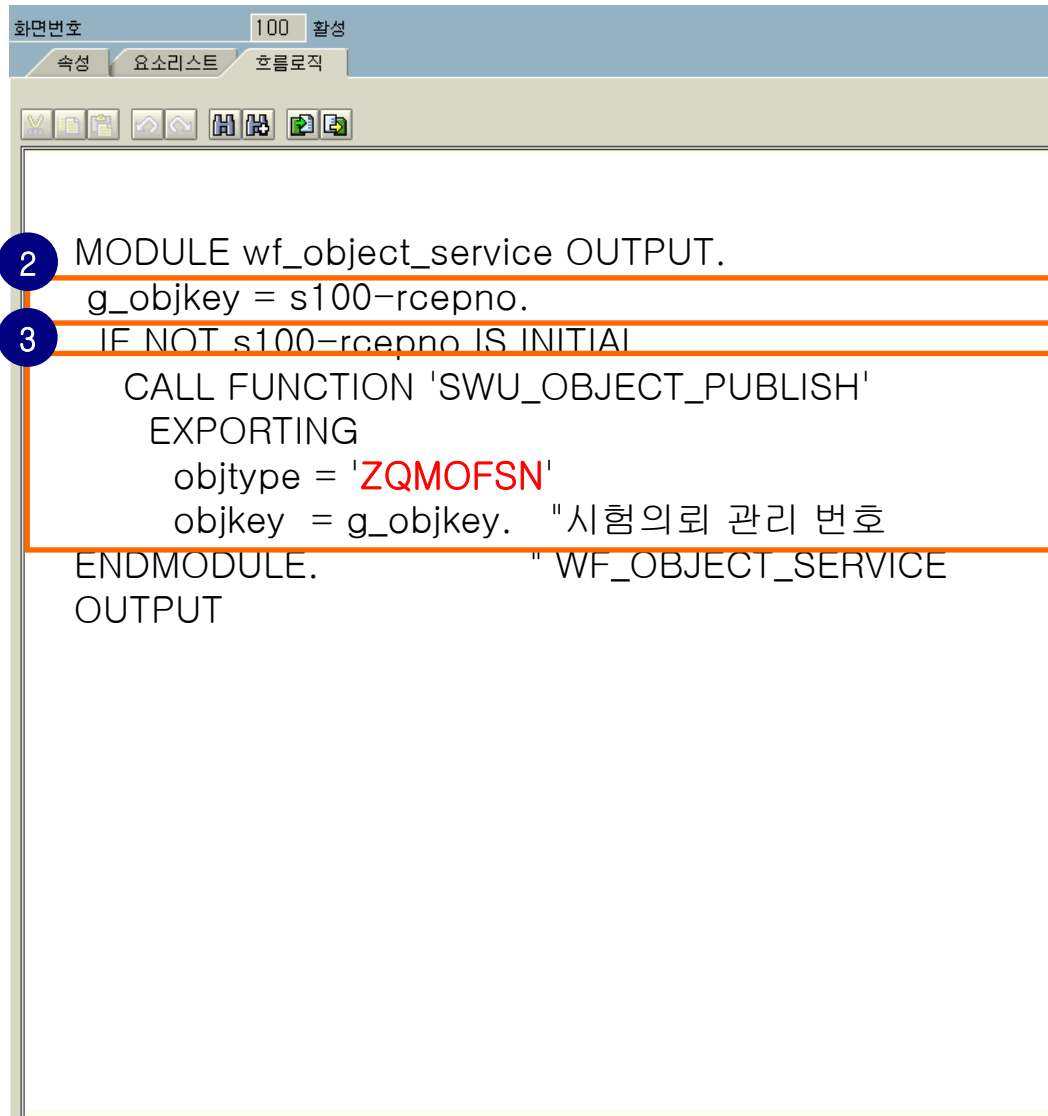 화면번호 100 활성
속성 요소리스트 흐름로직
2 MODULE wf_object_service OUTPUT.
g_objkey = s100-rcepno.
3 IF NOT s100-rcepno IS INITIAL
CALL FUNCTION 'SWU_OBJECT_PUBLISH'
EXPORTING
objtype = 'ZQMOFSN'
objkey = g_objkey. "시험의뢰 관리 번호
ENDMODULE. " WF_OBJECT_SERVICE
OUTPUT